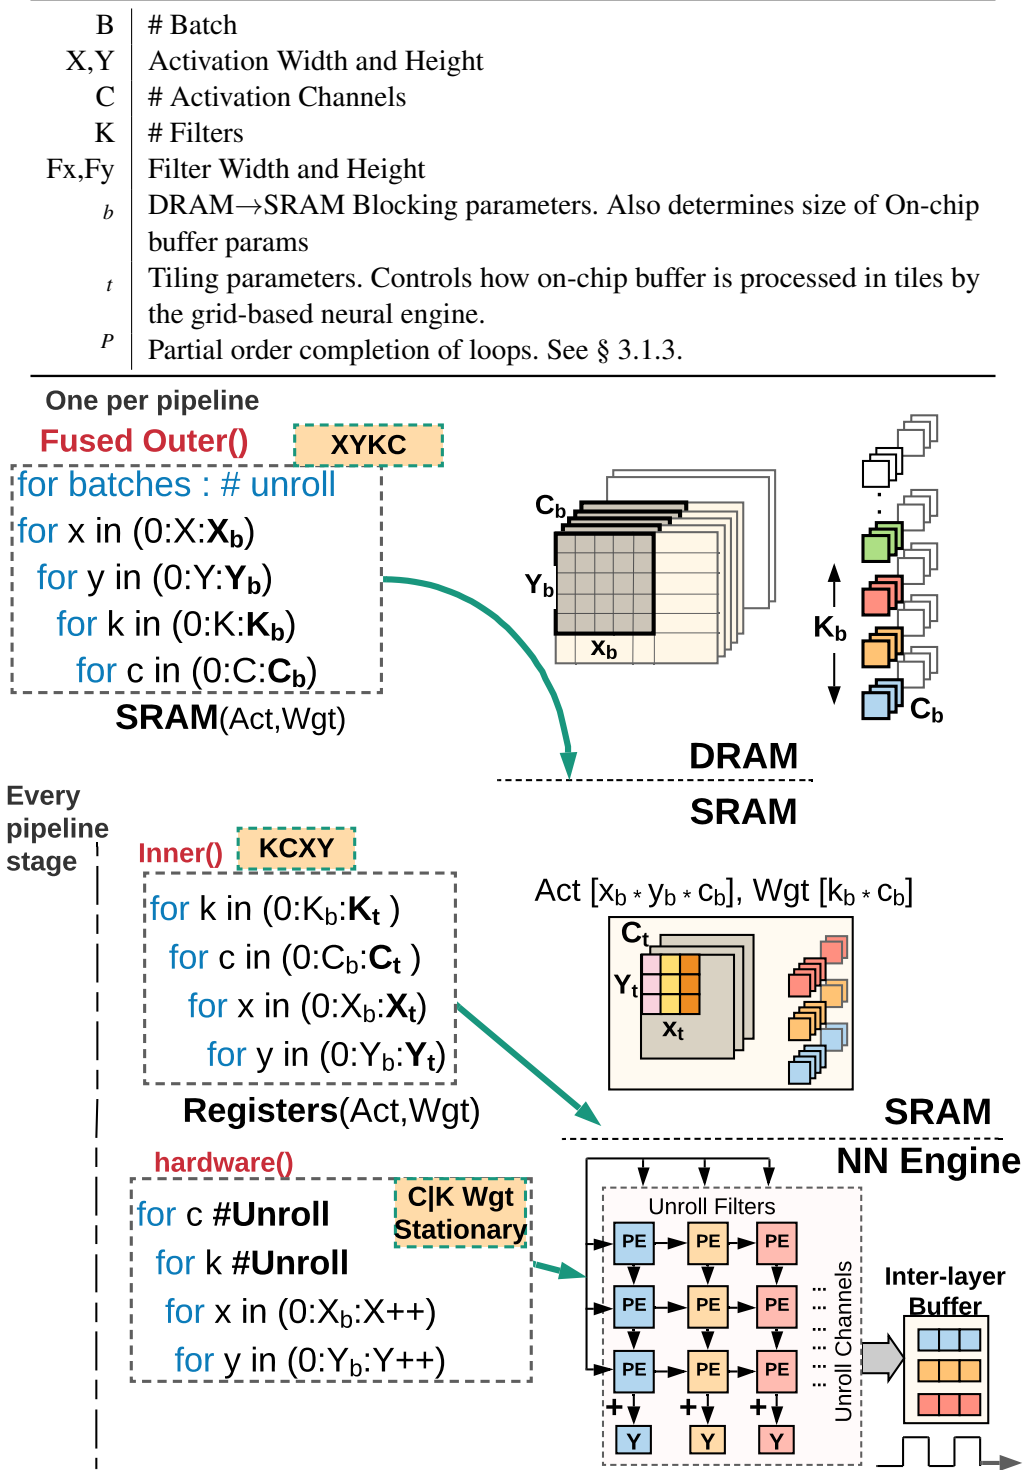 B # Batch
X,Y Activation Width and Height
C # Activation Channels
K # Filters
Fx,Fy Filter Width and Height
b DRAM→SRAM Blocking parameters. Also determines size of On-chip
buffer params
t Tiling parameters. Controls how on-chip buffer is processed in tiles by
the grid-based neural engine.
P Partial order completion of loops. See § 3.1.3.
One per pipeline
Fused Outer()
XYKC
for batches : # unroll
for x in (0:X:Xb)
for y in (0:Y:Yb)
for k in (0:K:Kb)
for c in (0:C:Cb)
SRAM(Act,Wgt)
Cb
Yb
xb
Kb
Cb
DRAM
SRAM
Every
pipeline
stage
Inner()
KCXY
for k in (0:Kb:Kt )
for c in (0:Cb:Ct )
for x in (0:Xb:Xt)
for y in (0:Yb:Yt)
Registers(Act,Wgt)
Act [xb * yb * cb], Wgt [kb * cb]
Ct
Yt
xt
SRAM
NN Engine
hardware()
C|K Wgt
Stationary
for c #Unroll
for k #Unroll
for x in (0:Xb:X++)
for y in (0:Yb:Y++)
Unroll Filters
PE PE PE
PE PE PE
PE PE PE
+ + +
Y Y Y
... 
... 
... 
... 
... 
...
Unroll Channels
Inter-layer
Buffer